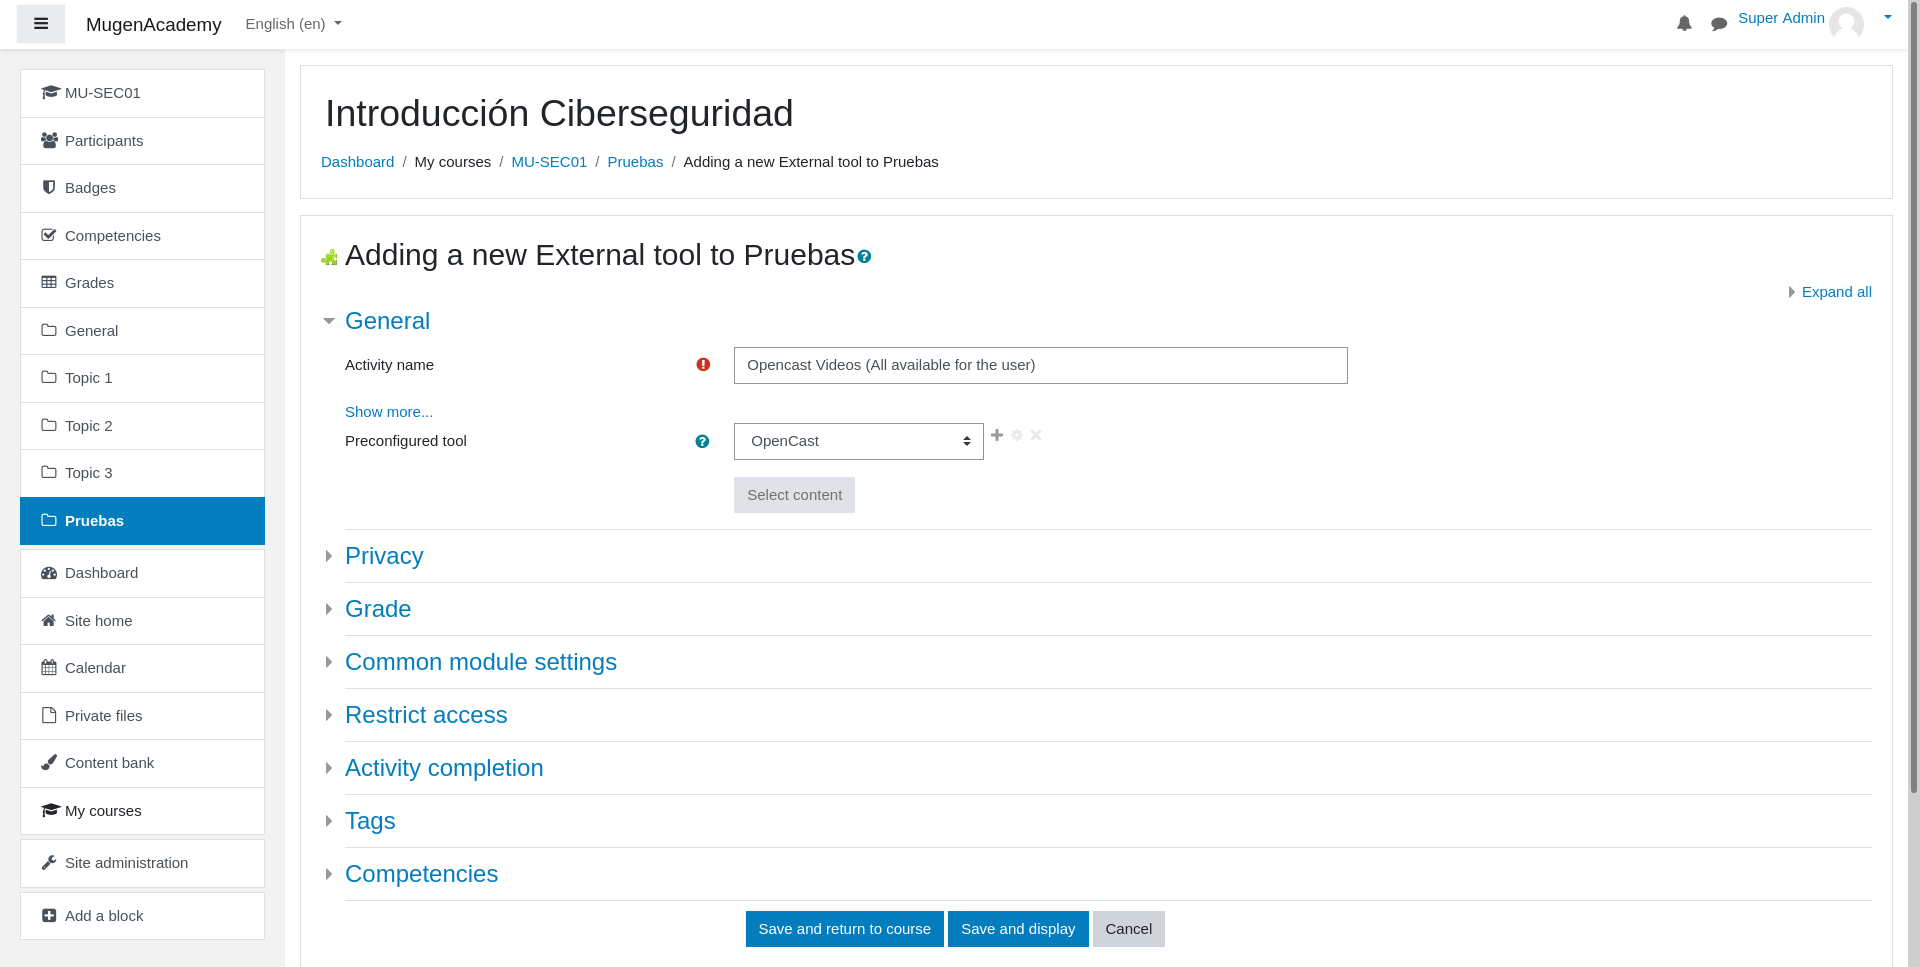 MugenAcademy English (en)
Super Admin
MU-SEC01
Participants
Badges
Competencies
Grades
General
Topic 1
Topic 2
Topic 3
Pruebas
Dashboard
Site home
Calendar
Private files
Content bank
My courses
Site administration
Add a block
Introducción Ciberseguridad
Dashboard / My courses / MU-SEC01 / Pruebas / Adding a new External tool to Pruebas
Adding a new External tool to Pruebas
Expand all
General
Activity name
Opencast Videos (All available for the user)
Show more...
Preconfigured tool
OpenCast
Select content
Privacy
Grade
Common module settings
Restrict access
Activity completion
Tags
Competencies
Save and return to course
Save and display
Cancel